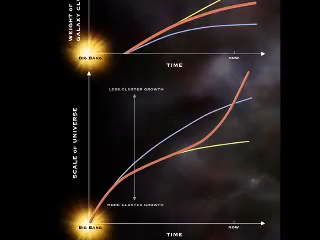 WEIGHT OF
GALAXY CLU
BIG BANG
NOW
TIME
LESS CLUSTER GROWTH
SCALE OF UNIVERSE
MORE CLUSTER GROWTH
BIG BANG
NOW
TIME